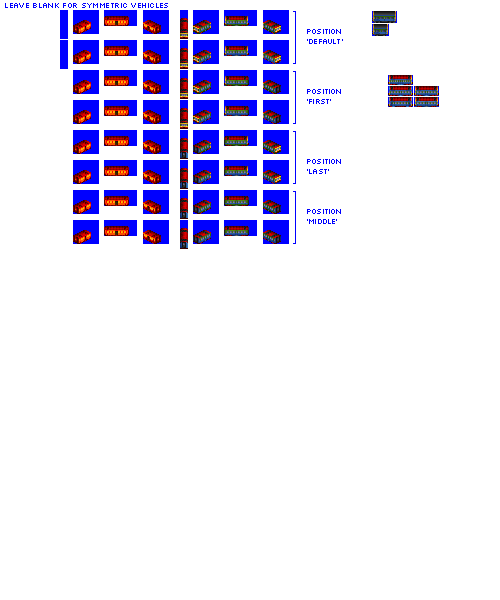 LEAVE BLANK FOR SYMMETRIC VEHICLES
POSITION
'DEFAULT'
POSITION
'FIRST'
POSITION
'LAST'
POSITION
'MIDDLE'